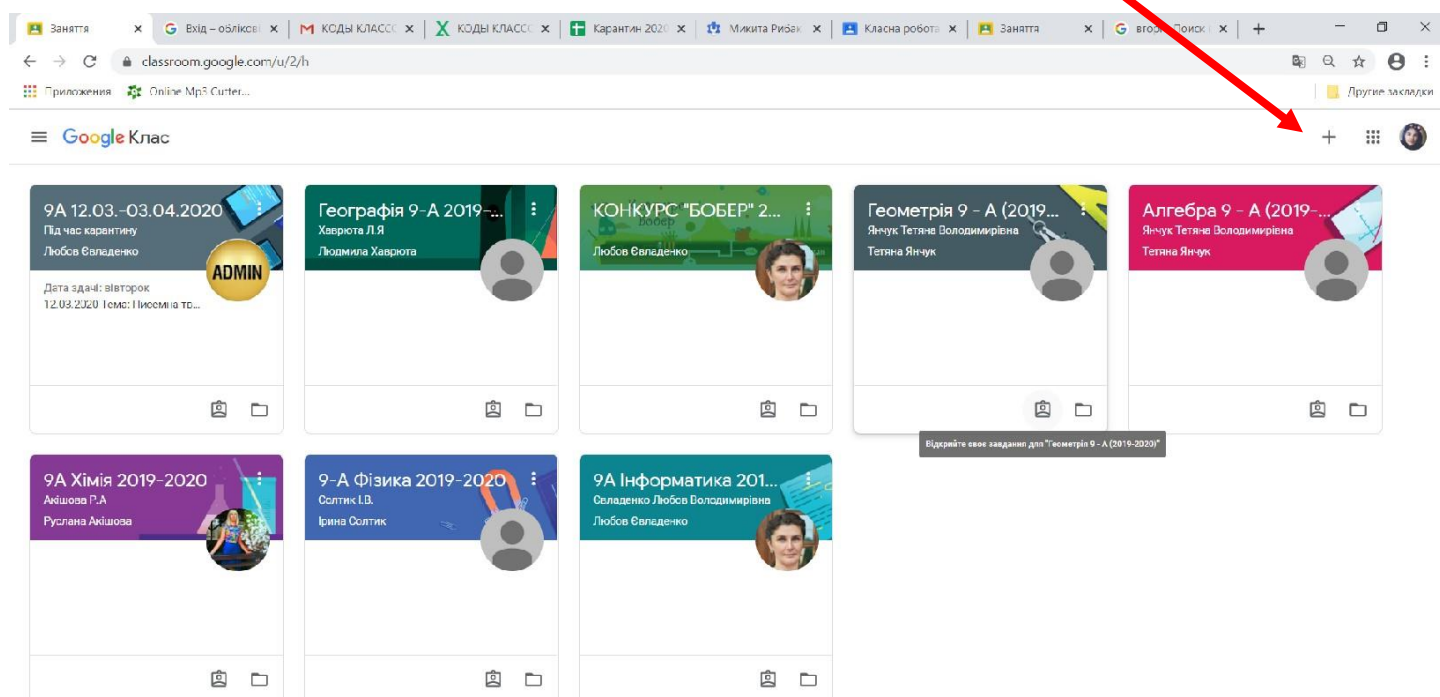 Заняття
Вхід – облікові
КОДЫ КЛАССО
КОДЫ КЛАССО
Карантин 2020
Микита Рибак
Класна робота
Заняття
classroom.google.com/u/2/h
Приложения
Online Mp3 Cutter...
Другие закладки
Google Клас
9А 12.03.-03.04.2020
Під час карантину
Любов Євладенко
ADMIN
Дата здачі: вівторок
12.03.2020 Тема: Писемна тв...
Географія 9-А 2019-...
Хаврюта Л.Я
Людмила Хаврюта
КОНКУРС "БОБЕР" 2...
Бобер
Любов Євладенко
Геометрія 9 - А (2019...
Янчук Тетяна Володимирівна
Тетяна Янчук
Алгебра 9 - А (2019-...
Янчук Тетяна Володимирівна
Тетяна Янчук
Відкрийте своє завдання для "Геометрія 9 - А (2019-2020)"
9А Хімія 2019-2020
Акішова Р.А
Руслана Акішова
9-А Фізика 2019-2020
Солтик І.В.
Ірина Солтик
9А Інформатика 201...
Євладенко Любов Володимирівна
Любов Євладенко